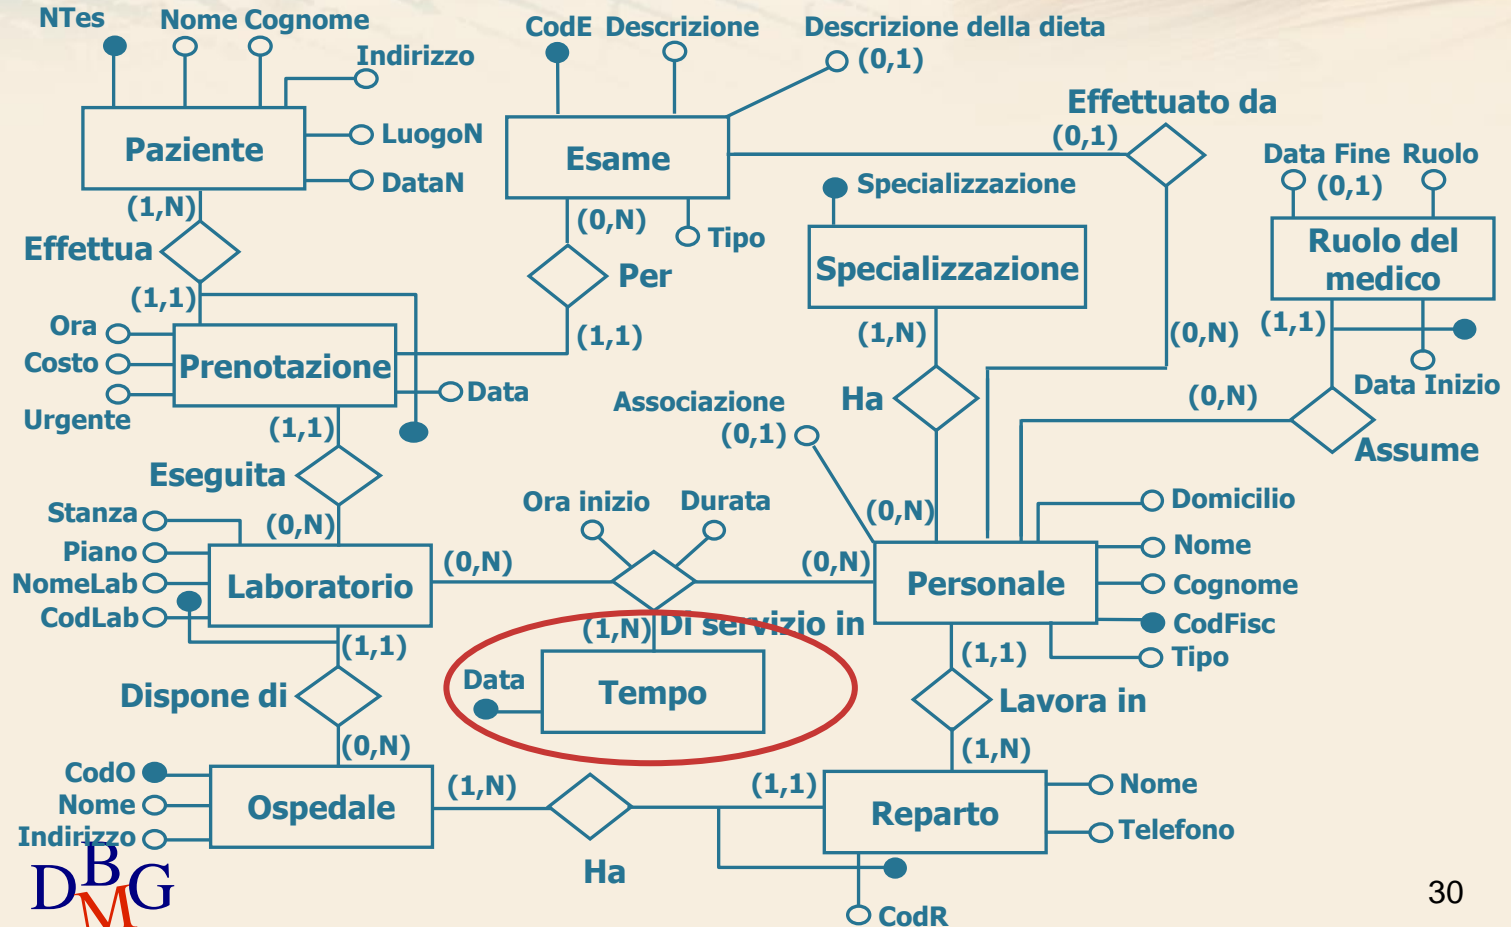 NTes
Nome Cognome
CodE Descrizione
Descrizione della dieta
(0,1)
Indirizzo
Effettuato da
(0,1)
Paziente
LuogoN
DataN
Esame
Data Fine Ruolo
(0,1)
Specializzazione
(1,N)
(0,N)
Tipo
Ruolo del
medico
Effettua
Per
Specializzazione
(1,1)
(1,1)
(1,N)
(0,N)
(1,1)
Ora
Costo
Urgente
Prenotazione
Data
Data Inizio
Associazione
(0,1)
Ha
(0,N)
(1,1)
Assume
Eseguita
Stanza
Piano
NomeLab
CodLab
(0,N)
Ora inizio
Durata
(0,N)
Domicilio
Nome
Cognome
CodFisc
Tipo
Laboratorio
(0,N)
(0,N)
Personale
(1,N)
Di servizio in
(1,1)
(1,1)
Data
Tempo
Dispone di
Lavora in
(0,N)
(1,N)
CodO
Nome
Indirizzo
Ospedale
(1,N)
(1,1)
Reparto
Nome
Telefono
Ha
CodR
DBMG
30